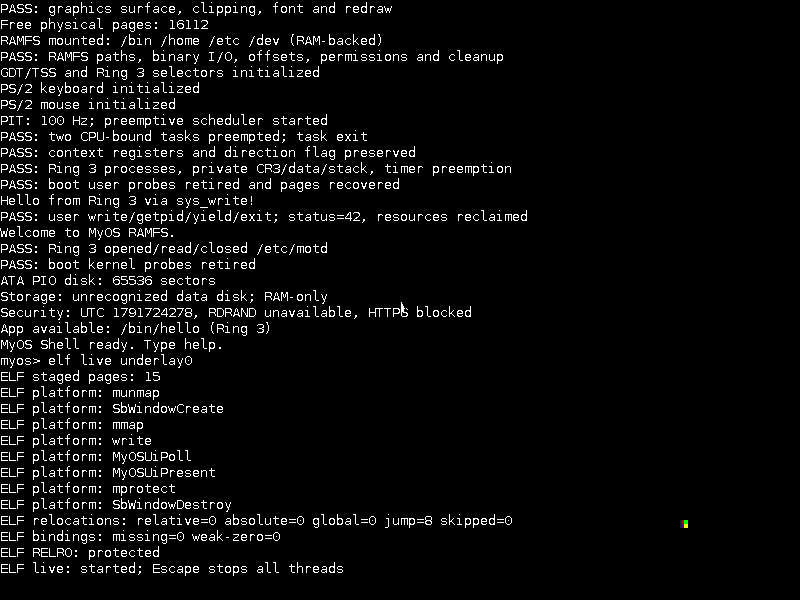 PASS: graphics surface, clipping, font and redraw
Free physical pages: 16112
RAMFS mounted: /bin /home /etc /dev (RAM-backed)
PASS: RAMFS paths, binary I/O, offsets, permissions and cleanup
GDT/TSS and Ring 3 selectors initialized
PS/2 keyboard initialized
PS/2 mouse initialized
PIT: 100 Hz; preemptive scheduler started
PASS: two CPU-bound tasks preempted; task exit
PASS: context registers and direction flag preserved
PASS: Ring 3 processes, private CR3/data/stack, timer preemption
PASS: boot user probes retired and pages recovered
Hello from Ring 3 via sys_write!
PASS: user write/getpid/yield/exit; status=42, resources reclaimed
Welcome to MyOS RAMFS.
PASS: Ring 3 opened/read/closed /etc/motd
PASS: boot kernel probes retired
ATA PIO disk: 65536 sectors
Storage: unrecognized data disk; RAM-only
Security: UTC 1791724278, RDRAND unavailable, HTTPS blocked
App available: /bin/hello (Ring 3)
MyOS Shell ready. Type help.
myos> elf live underlay0
ELF staged pages: 15
ELF platform: munmap
ELF platform: SbWindowCreate
ELF platform: mmap
ELF platform: write
ELF platform: MyOSUiPoll
ELF platform: MyOSUiPresent
ELF platform: mprotect
ELF platform: SbWindowDestroy
ELF relocations: relative=0 absolute=0 global=0 jump=8 skipped=0
ELF bindings: missing=0 weak-zero=0
ELF RELRO: protected
ELF live: started; Escape stops all threads